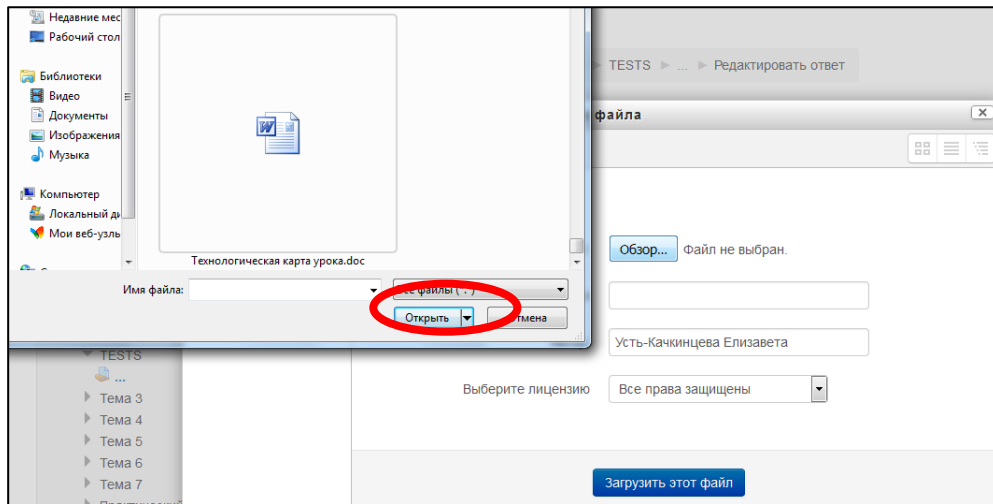 Недавние мес
Рабочий стол
Библиотеки
Видео
Документы
Изображения
Музыка
Компьютер
Локальный ди
Мои веб-узль
Технологическая карта урока.doc
Имя файла:
файлы (*.*)
Открыть
тмена
TESTS ► ... ► Редактировать ответ
файла
Обзор... Файл не выбран.
Усть-Качкинцева Елизавета
Выберите лицензию Все права защищены
Загрузить этот файл
TESTS
...
Тема 3
Тема 4
Тема 5
Тема 6
Тема 7